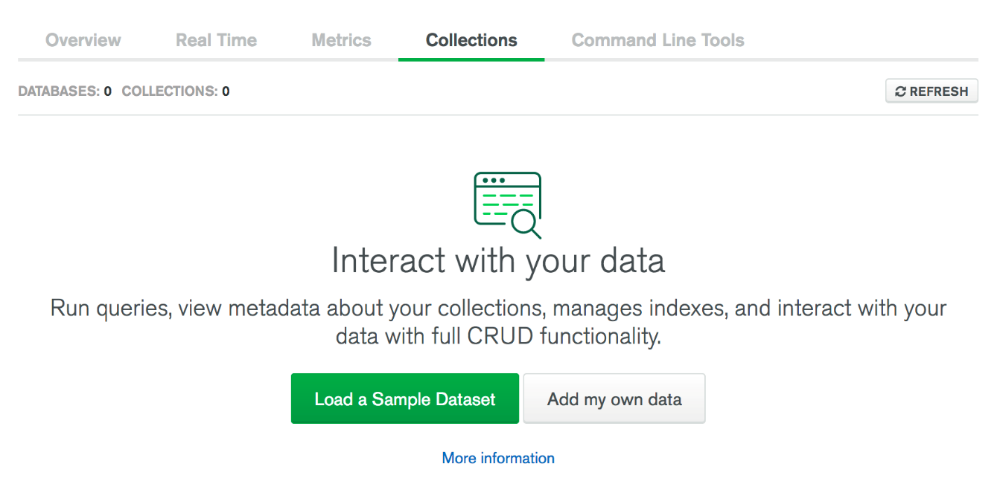 Overview Real Time Metrics Collections Command Line Tools
DATABASES: 0 COLLECTIONS: 0 REFRESH
Interact with your data
Run queries, view metadata about your collections, manages indexes, and interact with your
data with full CRUD functionality.
Load a Sample Dataset Add my own data
More information